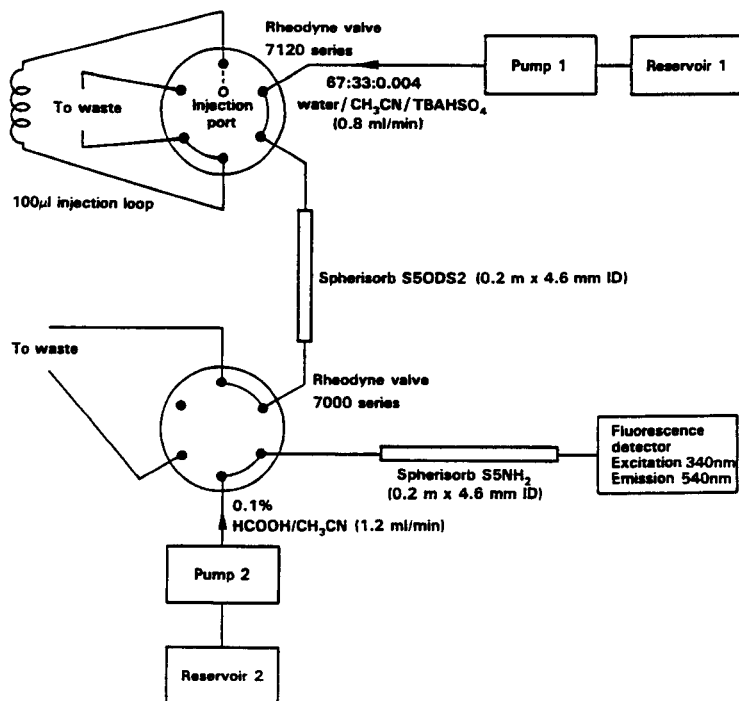 Rheodyne valve
7120 series
Pump 1
Reservoir 1
67:33:0.004
water/CH₃CN/TBAHSO₄
(0.8 ml/min)
To waste
Injection
port
100μl injection loop
Spherisorb S5ODS2 (0.2 m x 4.6 mm ID)
To waste
Rheodyne valve
7000 series
Spherisorb S5NH₂
(0.2 m x 4.6 mm ID)
Fluorescence
detector
Excitation 340nm
Emission 540nm
0.1%
HCOOH/CH₃CN (1.2 ml/min)
Pump 2
Reservoir 2